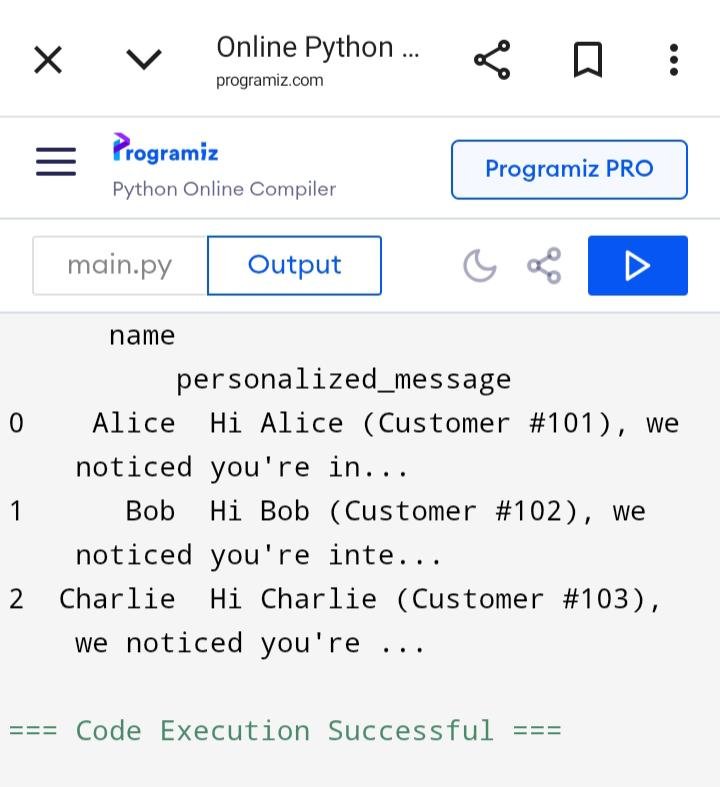 Online Python ...
programiz.com
Programiz
Python Online Compiler
Programiz PRO
main.py
Output
name
personalized_message
0 Alice Hi Alice (Customer #101), we
noticed you're in...
1 Bob Hi Bob (Customer #102), we
noticed you're inte...
2 Charlie Hi Charlie (Customer #103),
we noticed you're ...
=== Code Execution Successful ===